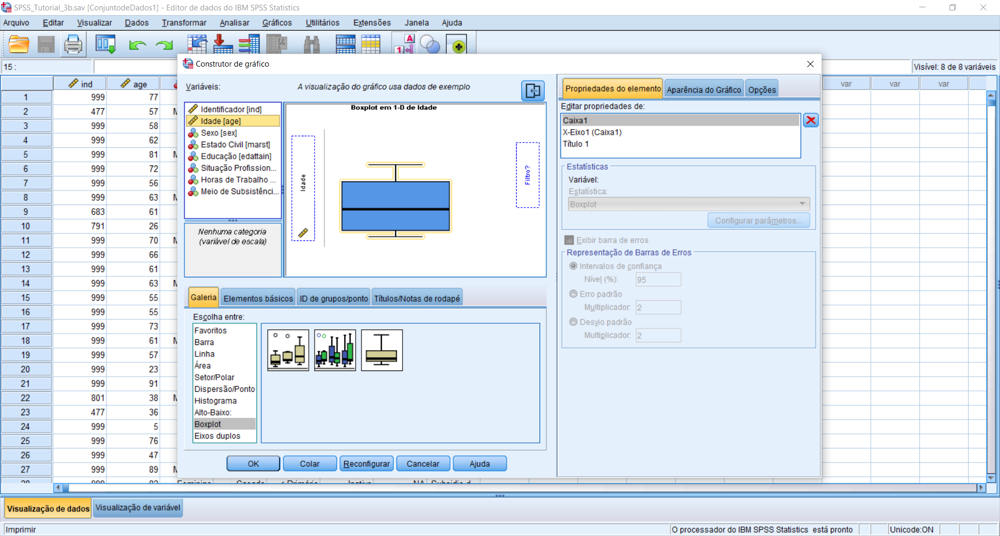 SPSS_Tutorial_3b.sav [ConjuntodeDados1] - Editor de dados do IBM SPSS Statistics
Arquivo Editar Visualizar Dados Transformar Analisar Gráficos Utilitários Extensões Janela Ajuda
15 :
Visível: 8 de 8 variáveis
Construtor de gráfico
Variáveis:
A visualização do gráfico usa dados de exemplo
Identificador [ind]
Idade [age]
Sexo [sex]
Estado Civil [marst]
Educação [edattain]
Situação Profission...
Horas de Trabalho ...
Meio de Subsistênci...
Nenhuma categoria
(variável de escala)
Boxplot em 1-D de Idade
Idade
Filtro?
Galeria Elementos básicos ID de grupos/ponto Títulos/Notas de rodapé
Escolha entre:
Favoritos
Barra
Linha
Área
Setor/Polar
Dispersão/Ponto
Histograma
Alto-Baixo:
Boxplot
Eixos duplos
OK Colar Reconfigurar Cancelar Ajuda
Propriedades do elemento Aparência do Gráfico Opções
Editar propriedades de:
Caixa1
X-Eixo1 (Caixa1)
Título 1
Estatísticas
Variável:
Estatística:
Boxplot
Configurar parâmetros...
Exibir barra de erros
Representação de Barras de Erros
Intervalos de confiança
Nível (%): 95
Erro padrão
Multiplicador: 2
Desvio padrão
Multiplicador: 2
ind age var var var
1 999 77
2 477 57 M
3 999 58
4 999 62
5 999 81 M
6 999 72
7 999 56
8 999 63 M
9 683 61
10 791 26
11 999 70 M
12 999 66
13 999 61
14 999 63 M
15 999 55
16 999 55
17 999 73
18 999 61 M
19 999 57
20 999 23
21 999 91
22 801 38 M
23 477 36
24 999 5
25 999 76
26 999 47
27 999 89 M
Visualização de dados Visualização de variável
Imprimir
O processador do IBM SPSS Statistics está pronto
Unicode:ON